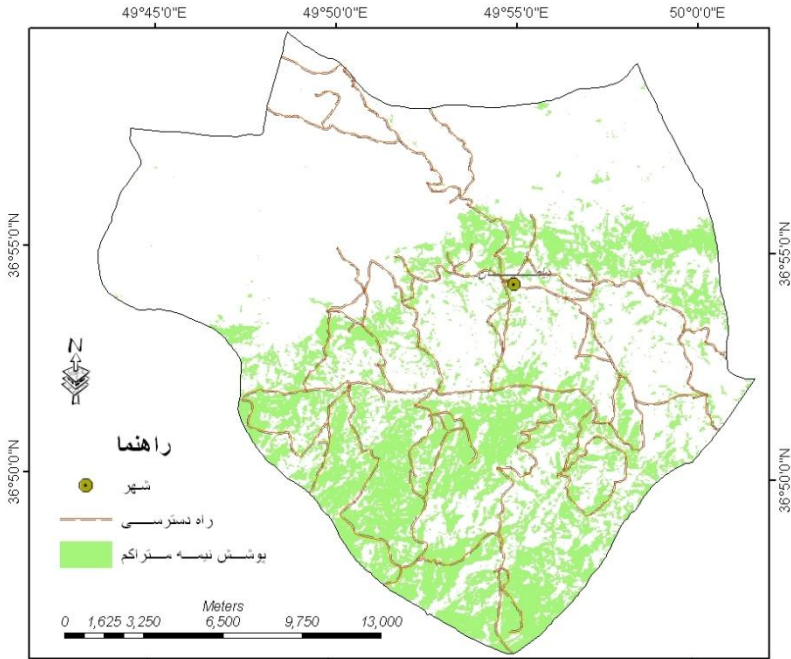 49°45'0"E 49°50'0"E 49°55'0"E 50°0'0"E
36°55'0"N 36°55'0"N
N
راهنما
36°50'0"N 36°50'0"N
شهر
راه دسترسی
پوشش نیمه متراکم
Meters
0 1,625 3,250 6,500 9,750 13,000